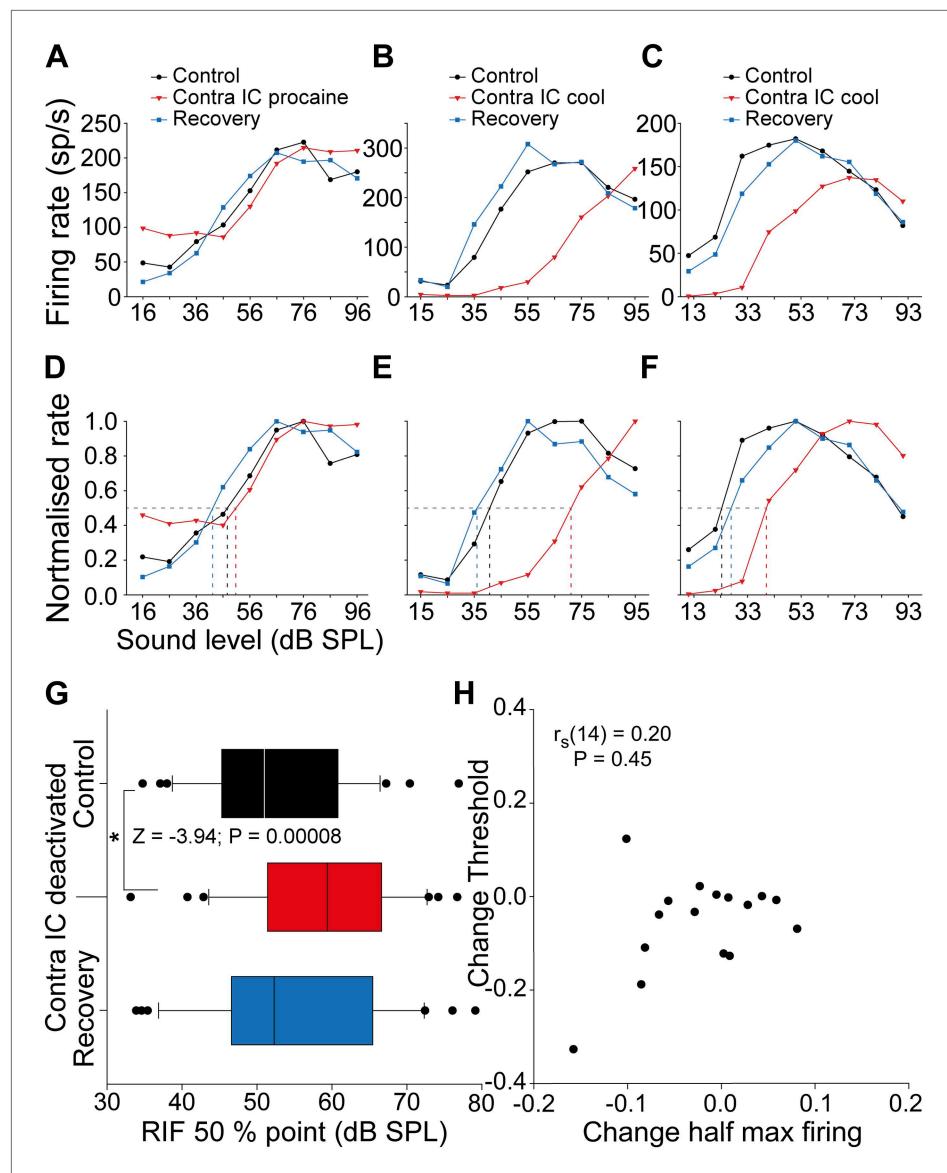 A
Control
Contra IC procaine
Recovery
B
Control
Contra IC cool
Recovery
C
Control
Contra IC cool
Recovery
Firing rate (sp/s)
250
200
150
100
50
0
16 36 56 76 96
300
200
100
0
15 35 55 75 95
200
150
100
50
0
13 33 53 73 93
D
E
F
Nortmalised rate
1.0
0.8
0.6
0.4
0.2
0.0
16 36 56 76 96
15 35 55 75 95
13 33 53 73 93
Sound level (dB SPL)
G
Control
Contra IC deactivated
Recovery
* Z = -3.94; P = 0.00008
30 40 50 60 70 80
RIF 50 % point (dB SPL)
H
rs(14) = 0.20
P = 0.45
Change Threshold
0.4
0.2
0.0
-0.2
-0.4
-0.2 -0.1 0.0 0.1 0.2
Change half max firing